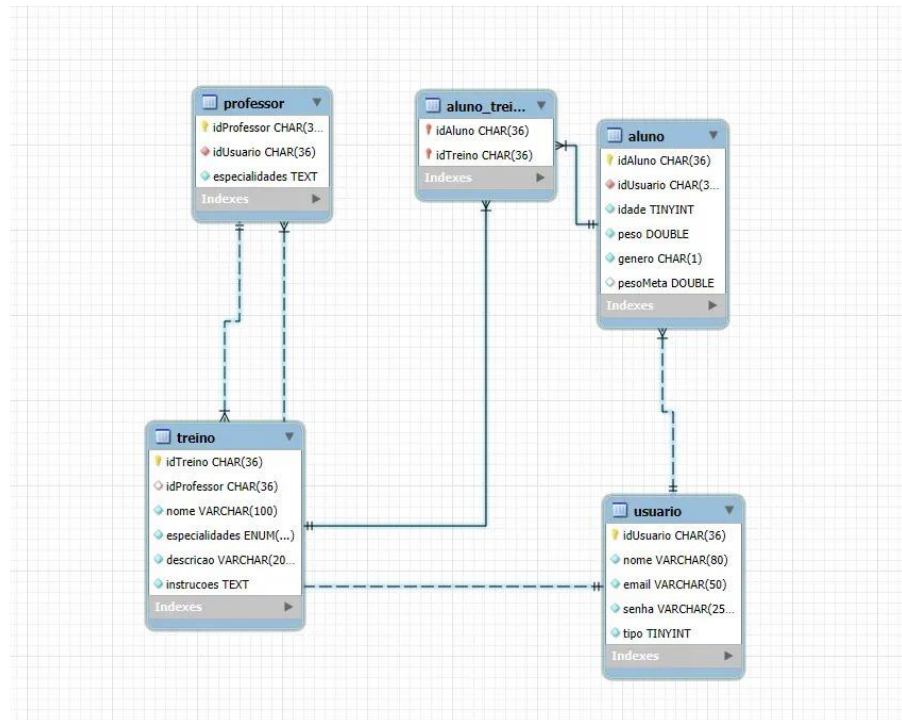 professor
idProfessor CHAR(3...
idUsuario CHAR(36)
especialidades TEXT
Indexes
aluno_trei...
idAluno CHAR(36)
idTreino CHAR(36)
Indexes
aluno
idAluno CHAR(36)
idUsuario CHAR(3...
idade TINYINT
peso DOUBLE
genero CHAR(1)
pesoMeta DOUBLE
Indexes
treino
idTreino CHAR(36)
idProfessor CHAR(36)
nome VARCHAR(100)
especialidades ENUM(...)
descricao VARCHAR(20...
instrucoes TEXT
Indexes
usuario
idUsuario CHAR(36)
nome VARCHAR(80)
email VARCHAR(50)
senha VARCHAR(25...
tipo TINYINT
Indexes